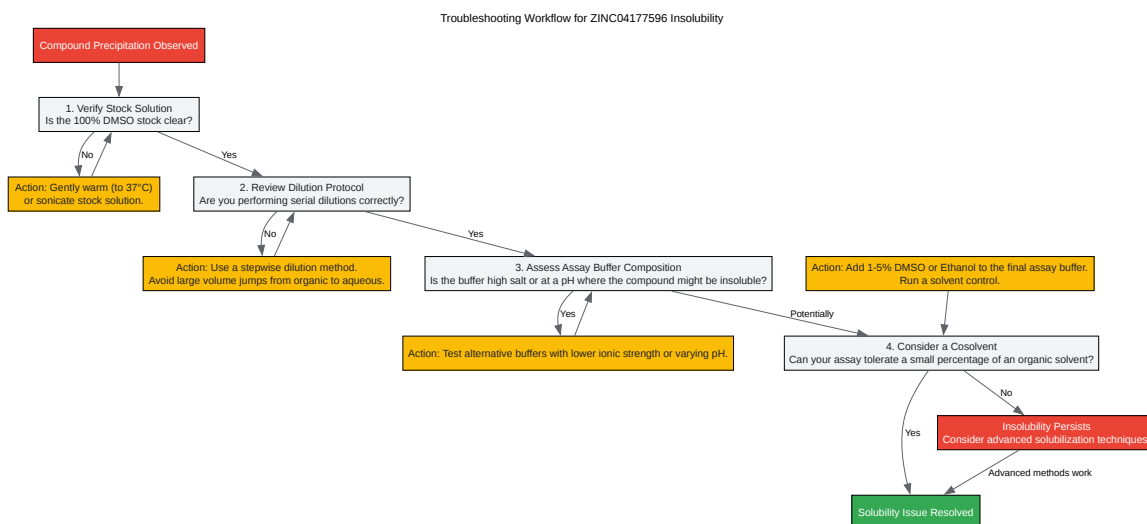 Troubleshooting Workflow for ZINC04177596 Insolubility
Compound Precipitation Observed
1. Verify Stock Solution
Is the 100% DMSO stock clear?
No
Yes
Action: Gently warm (to 37°C)
or sonicate stock solution.
2. Review Dilution Protocol
Are you performing serial dilutions correctly?
No
Yes
Action: Use a stepwise dilution method.
Avoid large volume jumps from organic to aqueous.
3. Assess Assay Buffer Composition
Is the buffer high salt or at a pH where the compound might be insoluble?
Action: Add 1-5% DMSO or Ethanol to the final assay buffer.
Run a solvent control.
Yes
Potentially
Action: Test alternative buffers with lower ionic strength or varying pH.
4. Consider a Cosolvent
Can your assay tolerate a small percentage of an organic solvent?
No
Yes
Insolubility Persists
Consider advanced solubilization techniques
Advanced methods work
Solubility Issue Resolved